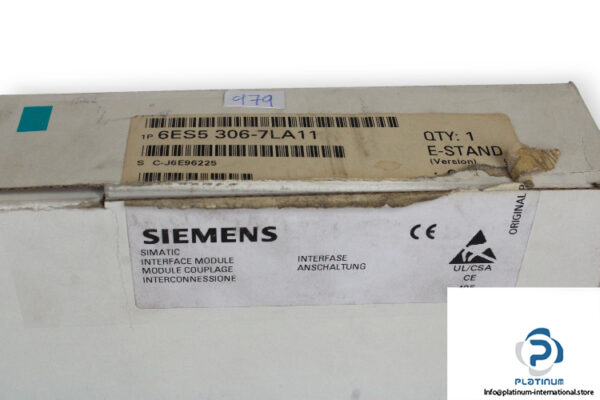 979
1P 6ES5 306-7LA11
QTY: 1
S C-J6E96225
E-STAND
(Version)
SIEMENS
SIMATIC
INTERFACE MODULE
MODULE COUPLAGE
INTERCONNESSIONE
INTERFASE
ANSCHALTUNG
CE
UL/CSA
CE
ORIGINAL
PLATINUM
Info@platinum-international.store